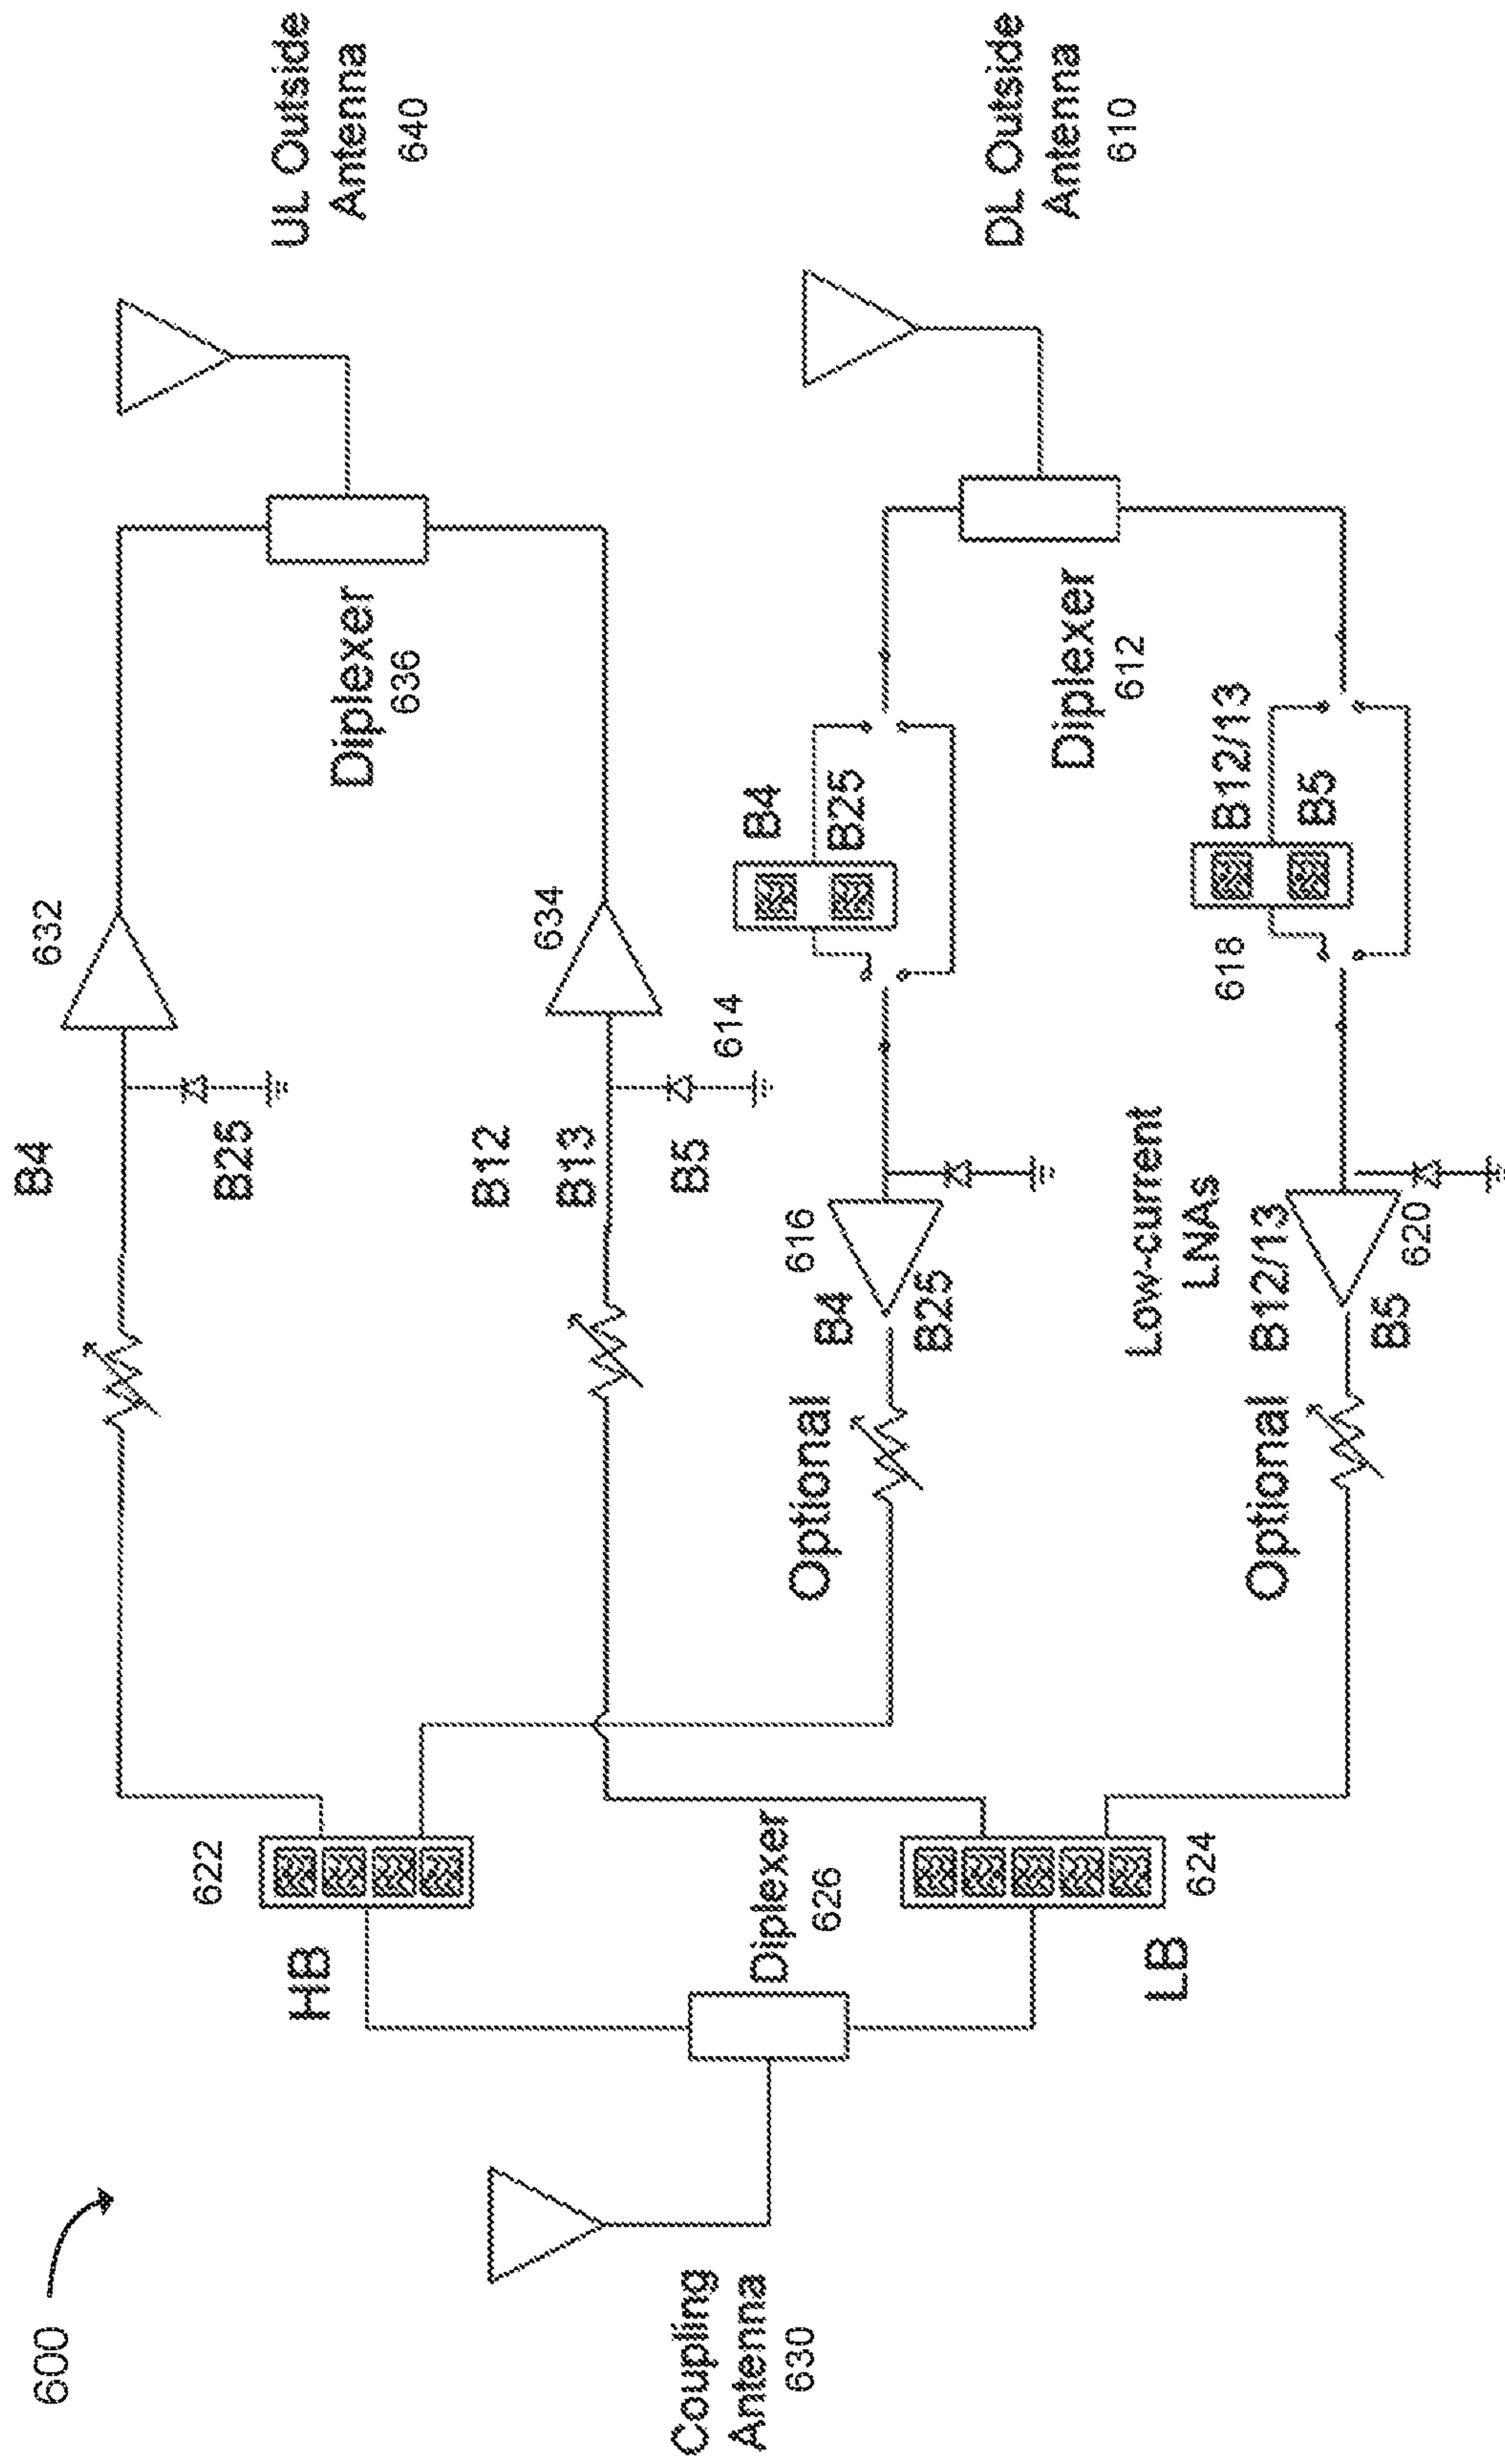 600
Coupling
Antenna
630
HB
622
Diplexer
626
LB
624
B4
B25
632
B12
B13
B5
634
614
Diplexer
636
UL Outside
Antenna
640
Optional
B4
B25
616
B4
B25
Low-current
LNAs
Optional
B12/13
B5
620
618
B12/13
B5
Diplexer
612
DL Outside
Antenna
610